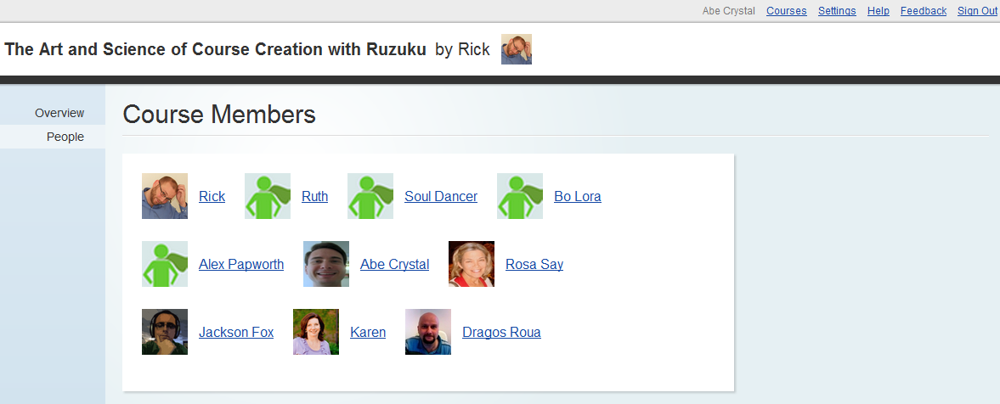 Abe Crystal Courses Settings Help Feedback Sign Out
The Art and Science of Course Creation with Ruzuku by Rick
Overview
People
Course Members
Rick Ruth Soul Dancer Bo Lora
Alex Papworth Abe Crystal Rosa Say
Jackson Fox Karen Dragos Roua